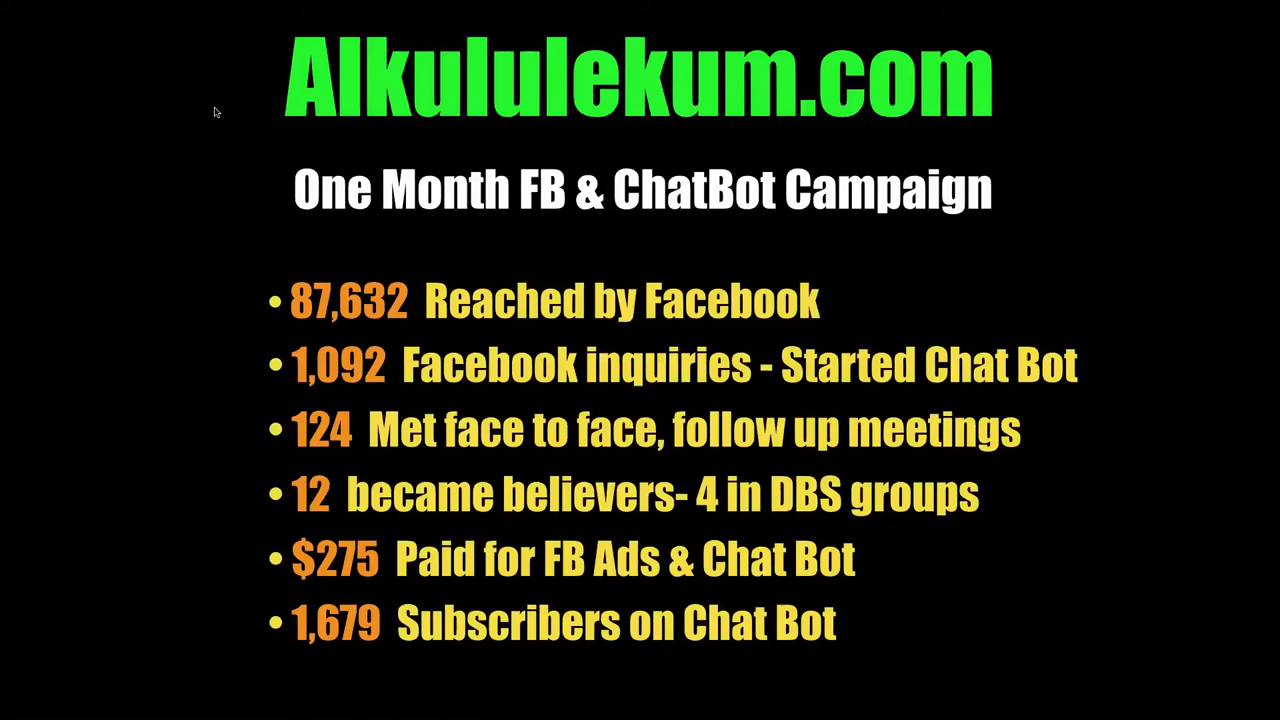 Alkululekum.com
One Month FB & ChatBot Campaign
• 87,632 Reached by Facebook
• 1,092 Facebook inquiries - Started Chat Bot
• 124 Met face to face, follow up meetings
• 12 became believers- 4 in DBS groups
• $275 Paid for FB Ads & Chat Bot
• 1,679 Subscribers on Chat Bot